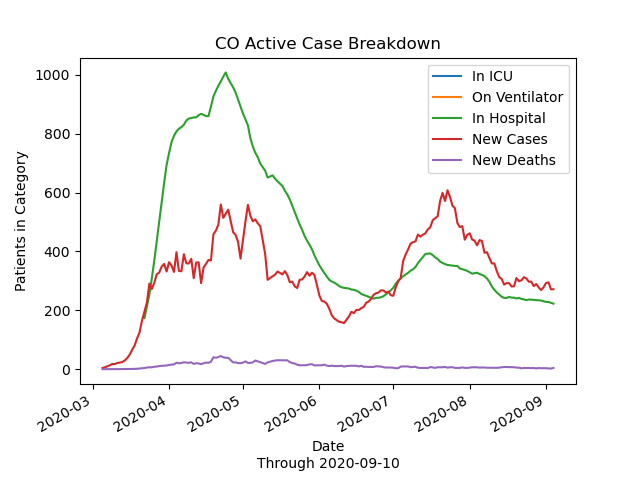 CO Active Case Breakdown
In ICU
On Ventilator
In Hospital
New Cases
New Deaths
Patients in Category
1000
800
600
400
200
0
2020-03
2020-04
2020-05
2020-06
2020-07
2020-08
2020-09
Date
Through 2020-09-10